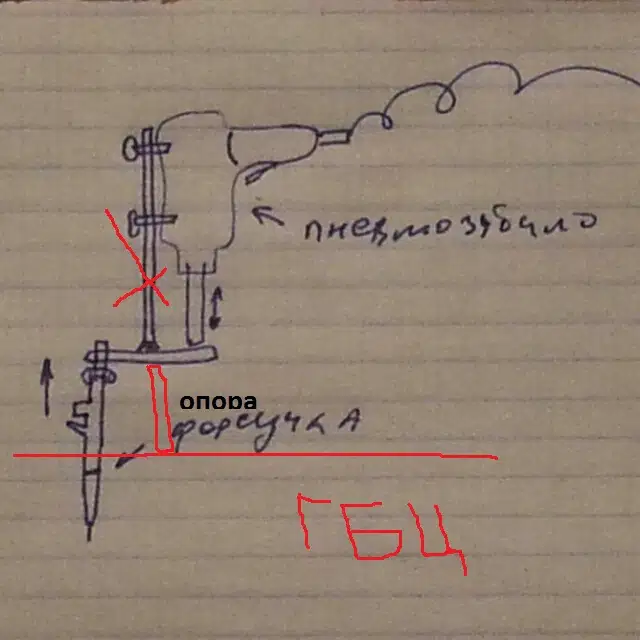 пневмозубило
опора
форсунка
ГБЦ